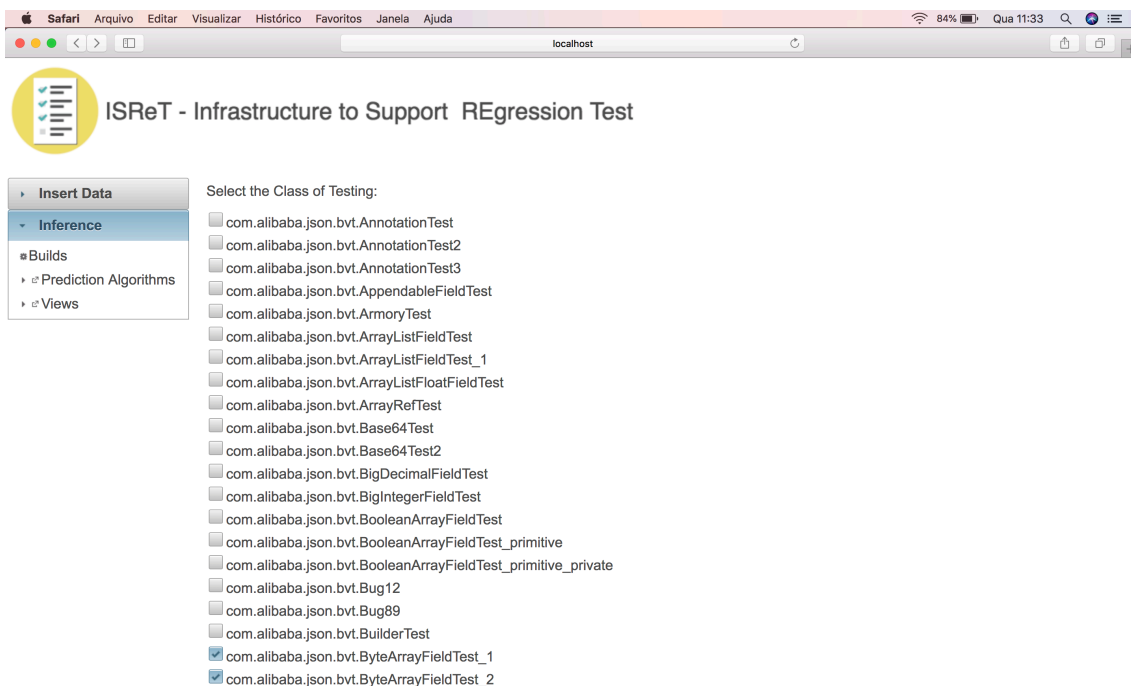 Safari Arquivo Editar Visualizar Histórico Favoritos Janela Ajuda 84% Qua 11:33
localhost
ISReT - Infrastructure to Support REgression Test
Insert Data
Inference
Builds
Prediction Algorithms
Views
Select the Class of Testing:
com.alibaba.json.bvt.AnnotationTest
com.alibaba.json.bvt.AnnotationTest2
com.alibaba.json.bvt.AnnotationTest3
com.alibaba.json.bvt.AppendableFieldTest
com.alibaba.json.bvt.ArmoryTest
com.alibaba.json.bvt.ArrayListFieldTest
com.alibaba.json.bvt.ArrayListFieldTest_1
com.alibaba.json.bvt.ArrayListFloatFieldTest
com.alibaba.json.bvt.ArrayRefTest
com.alibaba.json.bvt.Base64Test
com.alibaba.json.bvt.Base64Test2
com.alibaba.json.bvt.BigDecimalFieldTest
com.alibaba.json.bvt.BigIntegerFieldTest
com.alibaba.json.bvt.BooleanArrayFieldTest
com.alibaba.json.bvt.BooleanArrayFieldTest_primitive
com.alibaba.json.bvt.BooleanArrayFieldTest_primitive_private
com.alibaba.json.bvt.Bug12
com.alibaba.json.bvt.Bug89
com.alibaba.json.bvt.BuilderTest
com.alibaba.json.bvt.ByteArrayFieldTest_1
com.alibaba.json.bvt.ByteArrayFieldTest_2